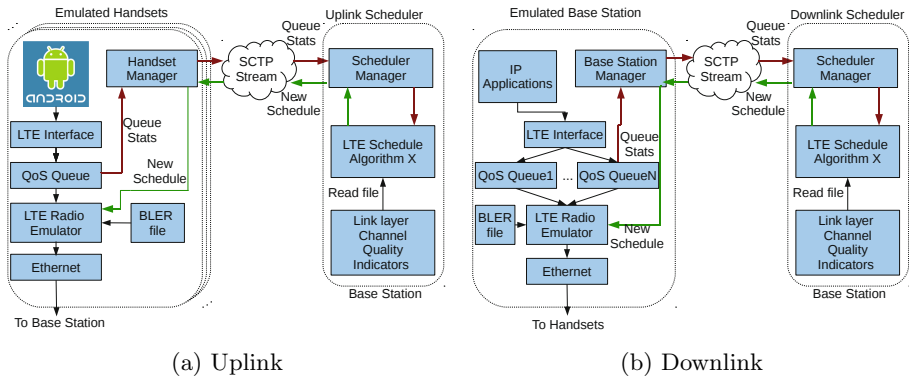 Emulated Handsets
Uplink Scheduler
Queue
Stats
ANDROID
Handset
Manager
SCTP
Stream
Scheduler
Manager
New
Schedule
LTE Interface
Queue
Stats
LTE Schedule
Algorithm X
QoS Queue
New
Schedule
Read file
LTE Radio
Emulator
BLER
file
Link layer
Channel
Quality
Indicators
Ethernet
Base Station
To Base Station
(a) Uplink
Emulated Base Station
Downlink Scheduler
Queue
Stats
IP
Applications
Base Station
Manager
SCTP
Stream
Scheduler
Manager
New
Schedule
LTE Interface
Queue
Stats
LTE Schedule
Algorithm X
QoS Queue1
...
QoS QueueN
Read file
BLER
file
LTE Radio
Emulator
New
Schedule
Link layer
Channel
Quality
Indicators
Ethernet
Base Station
To Handsets
(b) Downlink